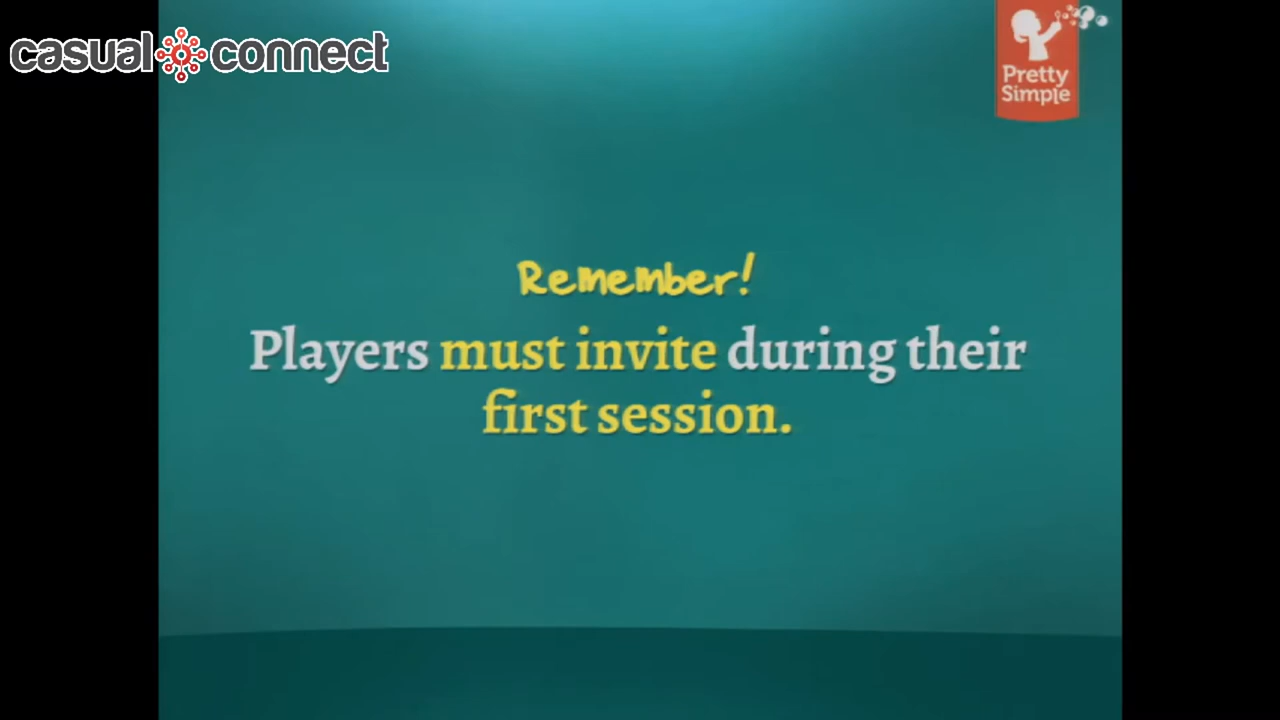 casual connect
Pretty
Simple
Remember!
Players must invite during their
first session.